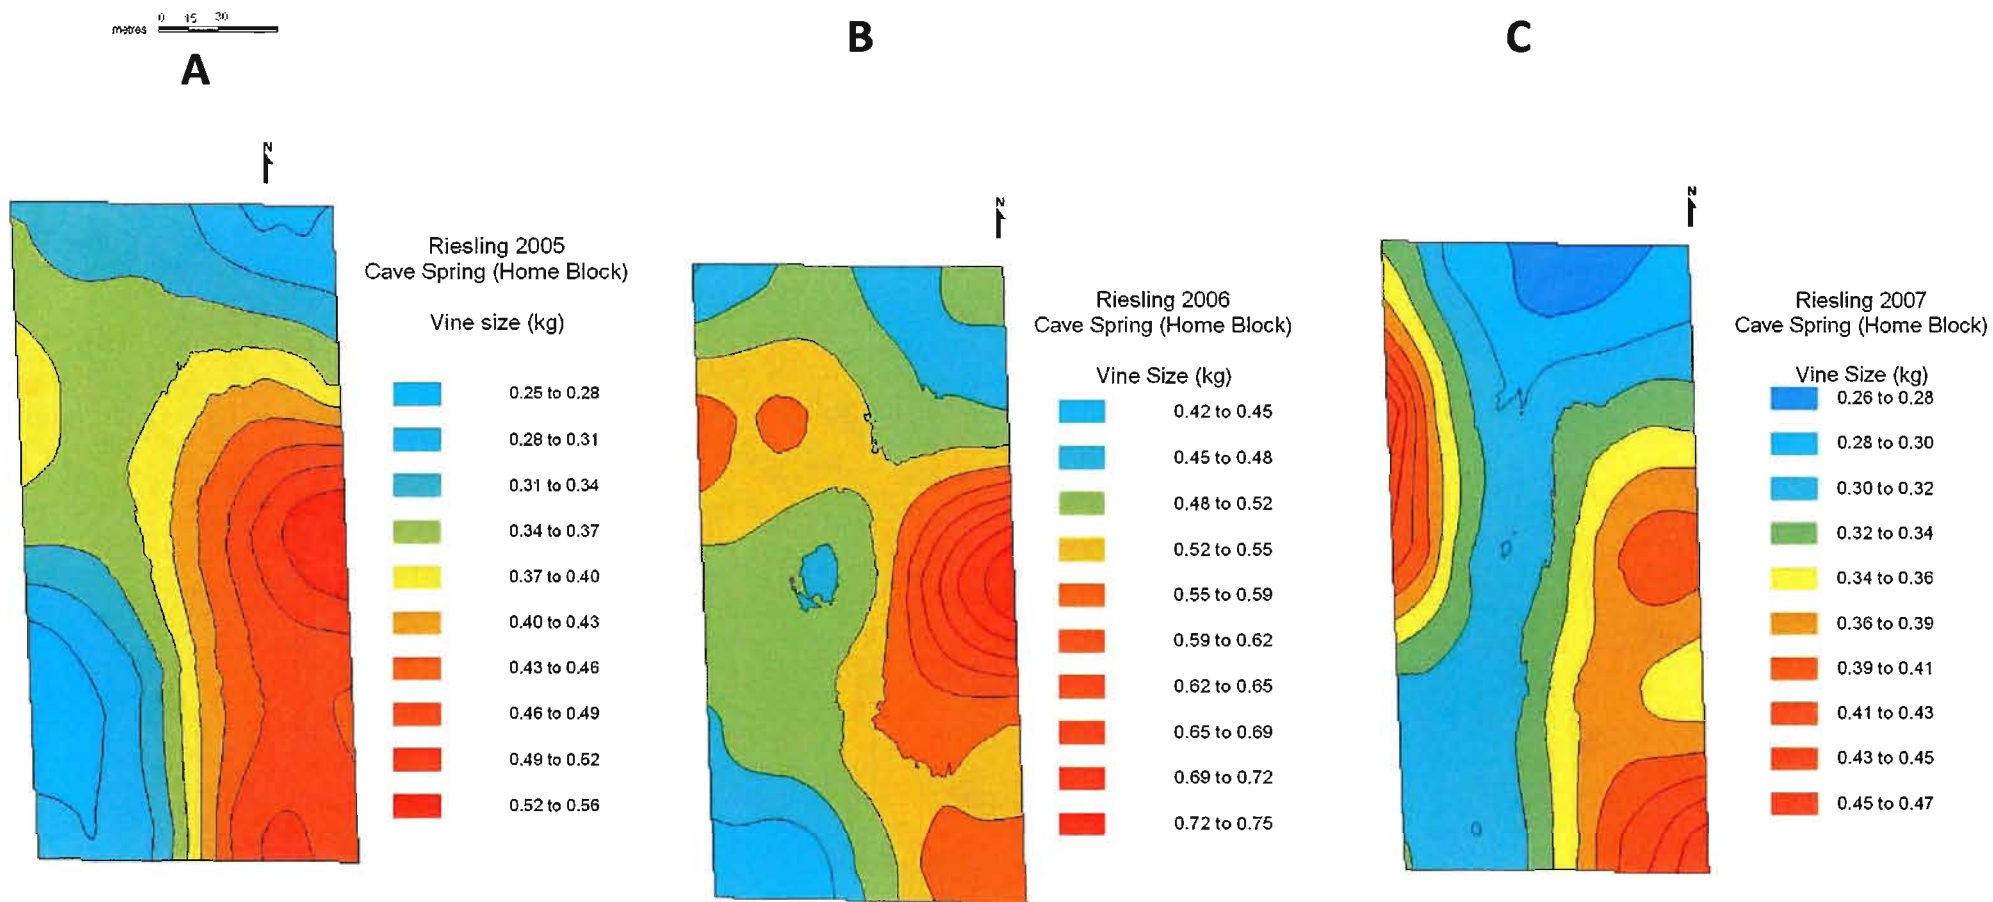 metres 0 15 30
A
B
C
N
Riesling 2005
Cave Spring (Home Block)
Vine size (kg)
0.25 to 0.28
0.28 to 0.31
0.31 to 0.34
0.34 to 0.37
0.37 to 0.40
0.40 to 0.43
0.43 to 0.46
0.46 to 0.49
0.49 to 0.52
0.52 to 0.56
N
Riesling 2006
Cave Spring (Home Block)
Vine Size (kg)
0.42 to 0.45
0.45 to 0.48
0.48 to 0.52
0.52 to 0.55
0.55 to 0.59
0.59 to 0.62
0.62 to 0.65
0.65 to 0.69
0.69 to 0.72
0.72 to 0.75
N
Riesling 2007
Cave Spring (Home Block)
Vine Size (kg)
0.26 to 0.28
0.28 to 0.30
0.30 to 0.32
0.32 to 0.34
0.34 to 0.36
0.36 to 0.39
0.39 to 0.41
0.41 to 0.43
0.43 to 0.45
0.45 to 0.47